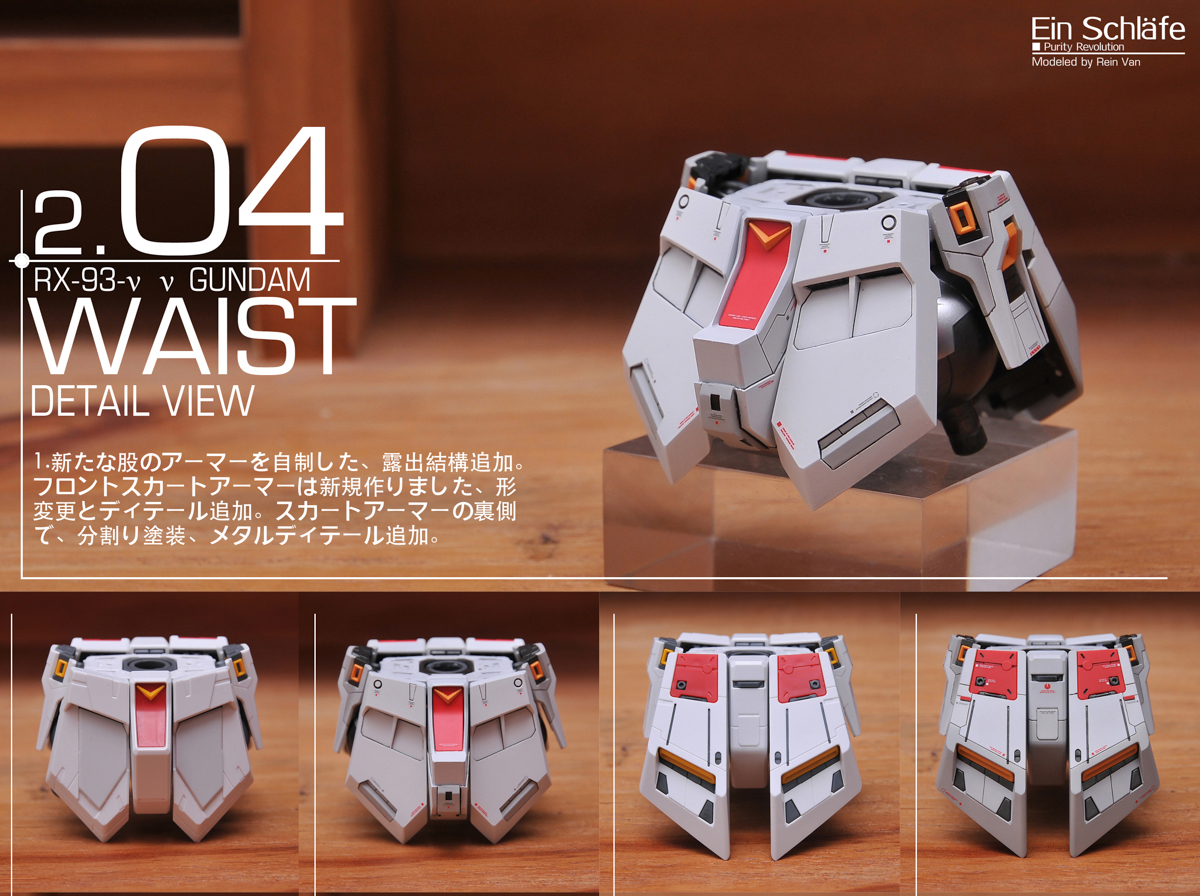 Ein Schläfe
Purity Revolution
Modeled by Rein Van
2.04
RX-93-ν ν GUNDAM
WAIST
DETAIL VIEW
1.新たな股のアーマーを自制した、露出結構追加。
フロントスカートアーマーは新規作りました、形
変更とディテール追加。スカートアーマーの裏側
で、分割り塗装、メタルディテール追加。